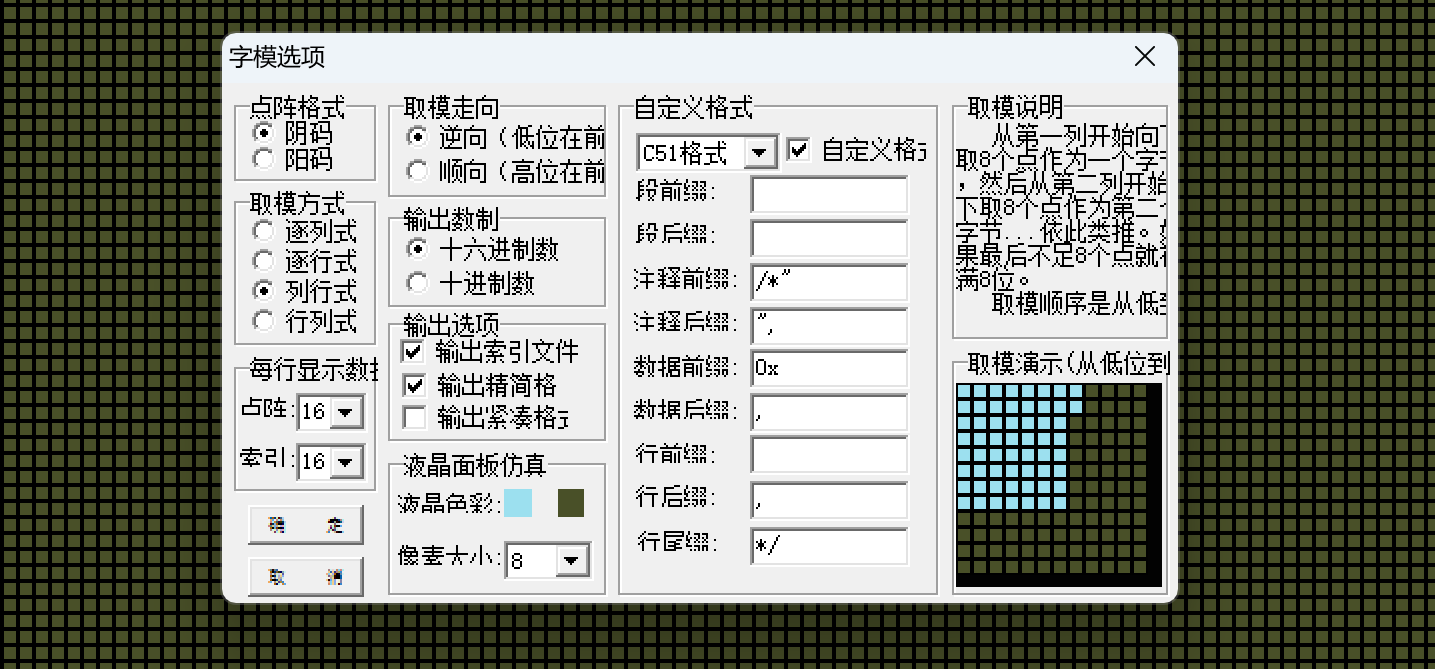 字模选项
点阵格式
阴码
阳码
取模方式
逐列式
逐行式
列行式
行列式
每行显示数
点阵: 16
索引: 16
确 定
取 消
取模走向
逆向（低位在前
顺向（高位在前
输出数制
十六进制数
十进制数
输出选项
输出索引文件
输出精简格
输出紧凑格式
液晶面板仿真
液晶色彩:
像素大小: 8
自定义格式
C51格式 自定义格式
段前缀:
段后缀:
注释前缀: /*"
注释后缀: ",
数据前缀: 0x
数据后缀: ,
行前缀:
行后缀: ,
行尾缀: */
取模说明
从第一列开始向下
取8个点作为一个字节
，然后从第二列开始
下取8个点作为第二个
字节...依此类推。如
果最后不足8个点就补
满8位。
取模顺序是从低到
取模演示(从低位到